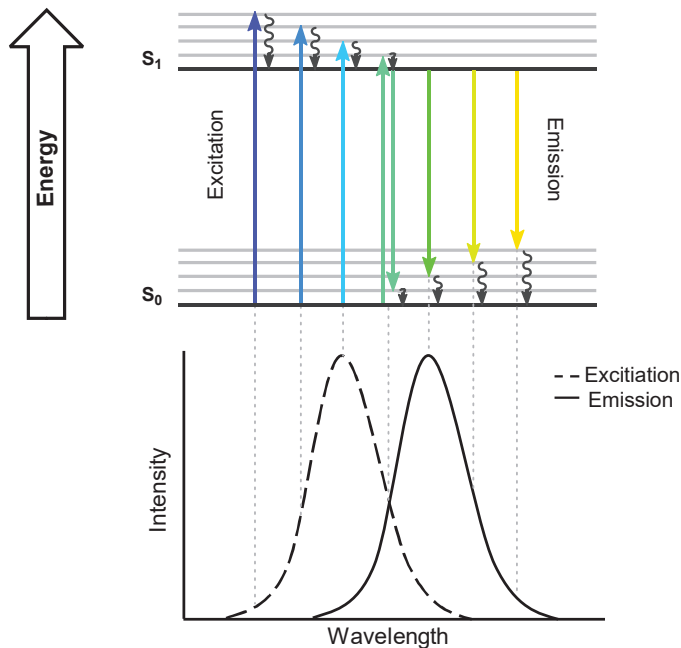 S1
Energy
Excitation
Emission
S0
Intensity
Excitiation
Emission
Wavelength